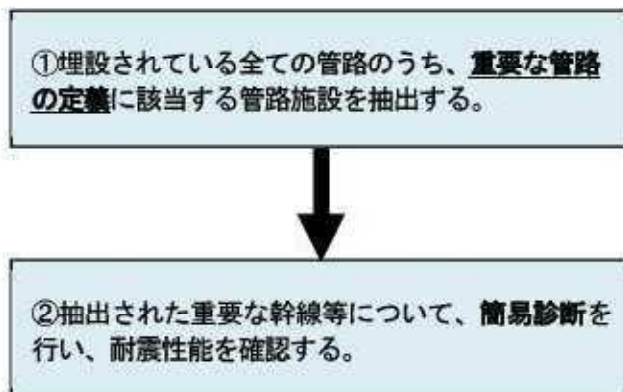 ①埋設されている全ての管路のうち、重要な管路
の定義に該当する管路施設を抽出する。
②抽出された重要な幹線等について、簡易診断を
行い、耐震性能を確認する。